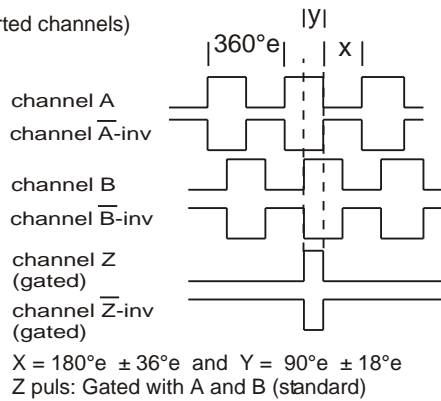 rted channels)
|y|
|360°e|
x |
channel A
channel A̅-inv
channel B
channel B̅-inv
channel Z
(gated)
channel Z̅-inv
(gated)
X = 180°e ± 36°e and Y = 90°e ± 18°e
Z puls: Gated with A and B (standard)